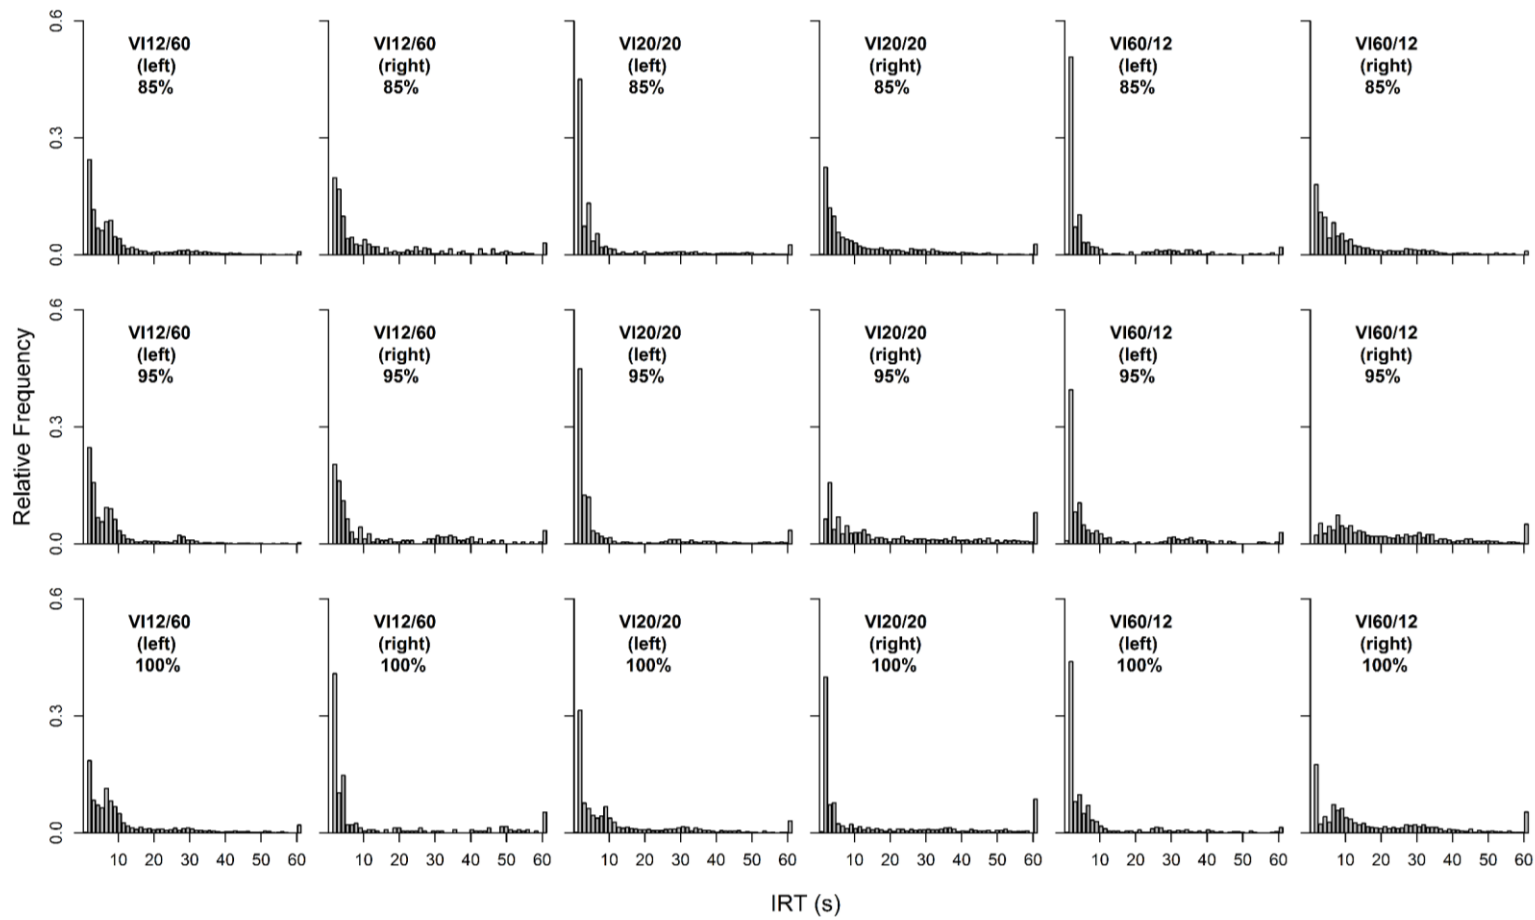 0.6
0.3
0.0
VI12/60
(left)
85%
VI12/60
(right)
85%
VI20/20
(left)
85%
VI20/20
(right)
85%
VI60/12
(left)
85%
VI60/12
(right)
85%
Relative Frequency
0.6
0.3
0.0
VI12/60
(left)
95%
VI12/60
(right)
95%
VI20/20
(left)
95%
VI20/20
(right)
95%
VI60/12
(left)
95%
VI60/12
(right)
95%
0.6
0.3
0.0
VI12/60
(left)
100%
VI12/60
(right)
100%
VI20/20
(left)
100%
VI20/20
(right)
100%
VI60/12
(left)
100%
VI60/12
(right)
100%
10 20 30 40 50 60
10 20 30 40 50 60
10 20 30 40 50 60
10 20 30 40 50 60
10 20 30 40 50 60
10 20 30 40 50 60
IRT (s)